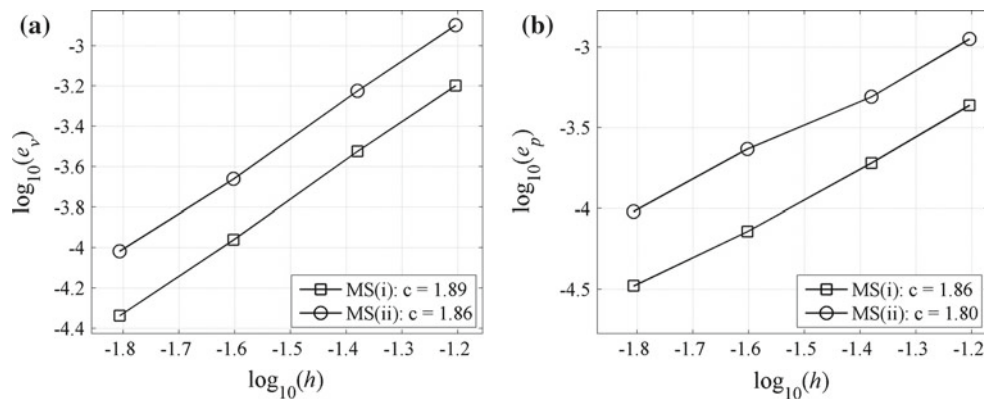 (a)
-3
-3.2
-3.4
-3.6
-3.8
-4
-4.2
-4.4
log10(ev)
-1.8 -1.7 -1.6 -1.5 -1.4 -1.3 -1.2
log10(h)
MS(i): c = 1.89
MS(ii): c = 1.86
(b)
-3
-3.5
-4
-4.5
log10(ep)
-1.8 -1.7 -1.6 -1.5 -1.4 -1.3 -1.2
log10(h)
MS(i): c = 1.86
MS(ii): c = 1.80